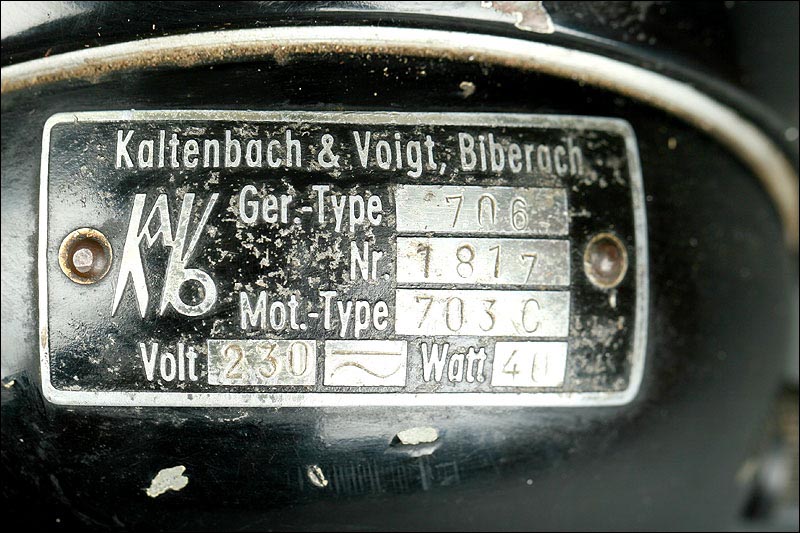 Kaltenbach & Voigt, Biberach
KaVo
Ger.-Type 706
Nr. 1817
Mot.-Type 703 C
Volt 230 Watt 40